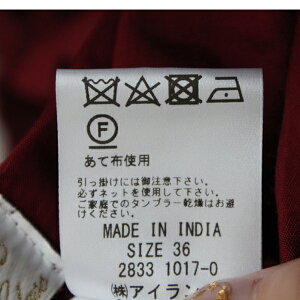 F
あて布使用
引っ掛けには御注意下さい。
必ずネットを使用して下さい。
ご家庭でのタンブラー乾燥はお避
けください。
MADE IN INDIA
SIZE 36
2833 1017-0
㈱アイラン